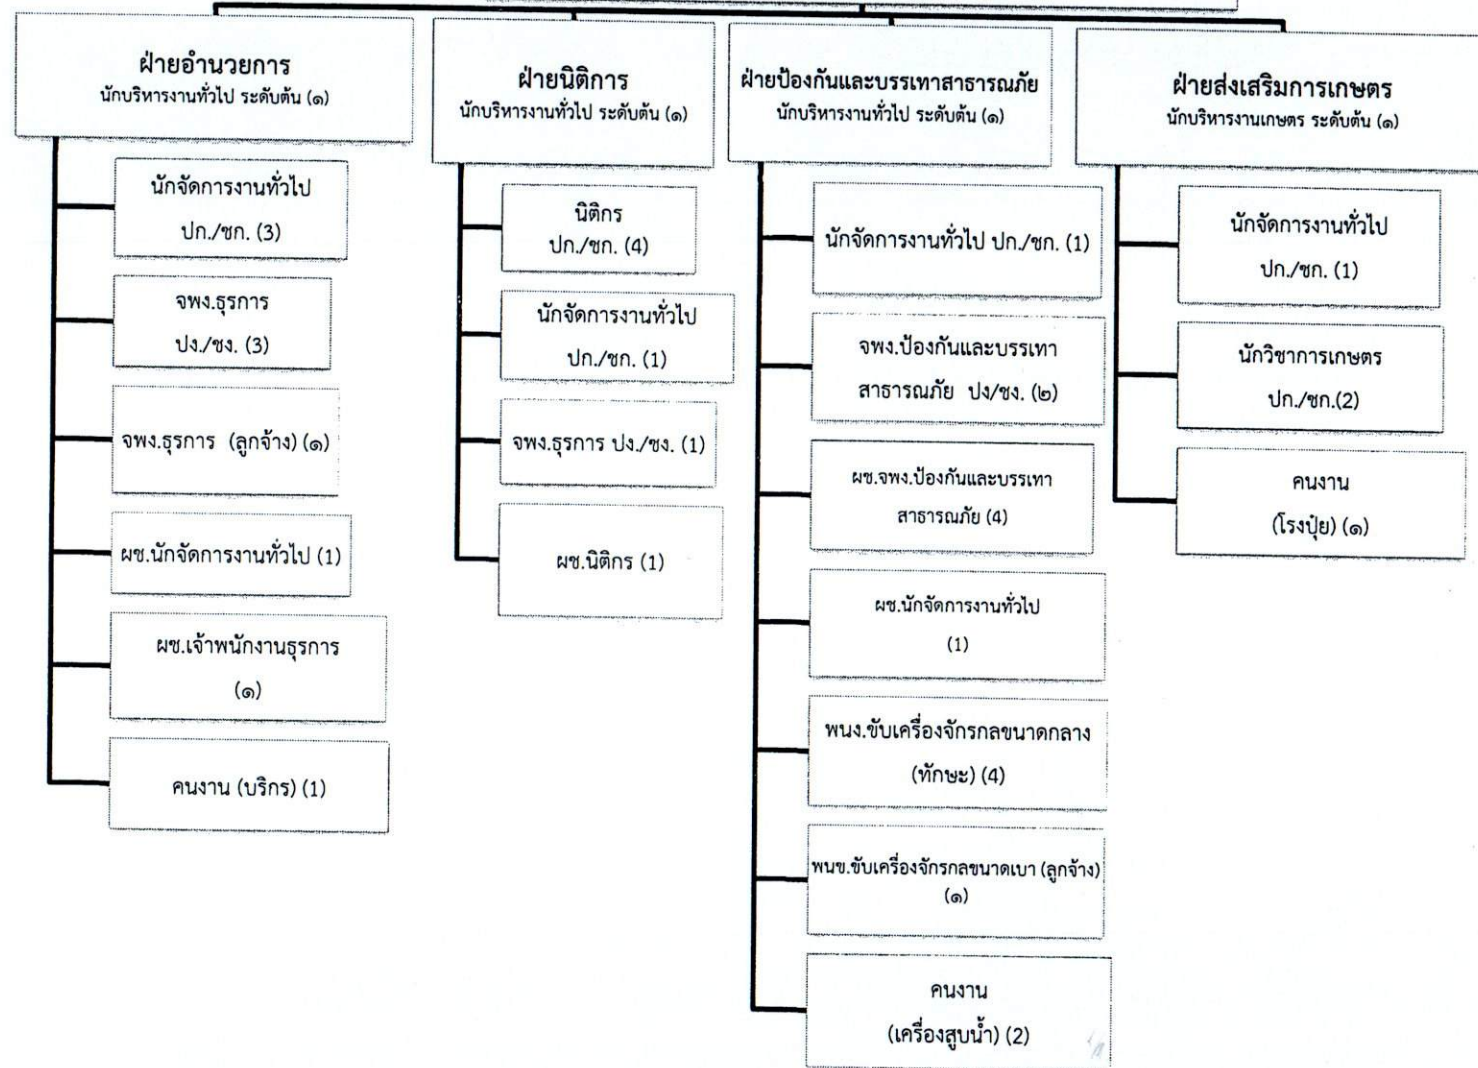 ฝ่ายอำนวยการ
นักบริหารงานทั่วไป ระดับต้น (๑)
นักจัดการงานทั่วไป
ปก./ชก. (3)
จพง.ธุรการ
ปง./ชง. (3)
จพง.ธุรการ (ลูกจ้าง) (๑)
ผช.นักจัดการงานทั่วไป (1)
ผช.เจ้าพนักงานธุรการ
(๑)
คนงาน (บริกร) (1)
ฝ่ายนิติการ
นักบริหารงานทั่วไป ระดับต้น (๑)
นิติกร
ปก./ชก. (4)
นักจัดการงานทั่วไป
ปก./ชก. (1)
จพง.ธุรการ ปง./ชง. (1)
ผช.นิติกร (1)
ฝ่ายป้องกันและบรรเทาสาธารณภัย
นักบริหารงานทั่วไป ระดับต้น (๑)
นักจัดการงานทั่วไป ปก./ชก. (1)
จพง.ป้องกันและบรรเทา
สาธารณภัย ปง/ชง. (๒)
ผช.จพง.ป้องกันและบรรเทา
สาธารณภัย (4)
ผช.นักจัดการงานทั่วไป
(1)
พนง.ขับเครื่องจักรกลขนาดกลาง
(ทักษะ) (4)
พนข.ขับเครื่องจักรกลขนาดเบา (ลูกจ้าง)
(๑)
คนงาน
(เครื่องสูบน้ำ) (2)
ฝ่ายส่งเสริมการเกษตร
นักบริหารงานเกษตร ระดับต้น (๑)
นักจัดการงานทั่วไป
ปก./ชก. (1)
นักวิชาการเกษตร
ปก./ชก.(2)
คนงาน
(โรงปุ๋ย) (๑)